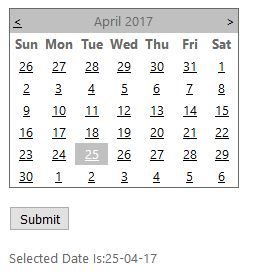 < April 2017 >
Sun Mon Tue Wed Thu Fri Sat
26 27 28 29 30 31 1
2 3 4 5 6 7 8
9 10 11 12 13 14 15
16 17 18 19 20 21 22
23 24 25 26 27 28 29
30 1 2 3 4 5 6
Submit
Selected Date Is:25-04-17